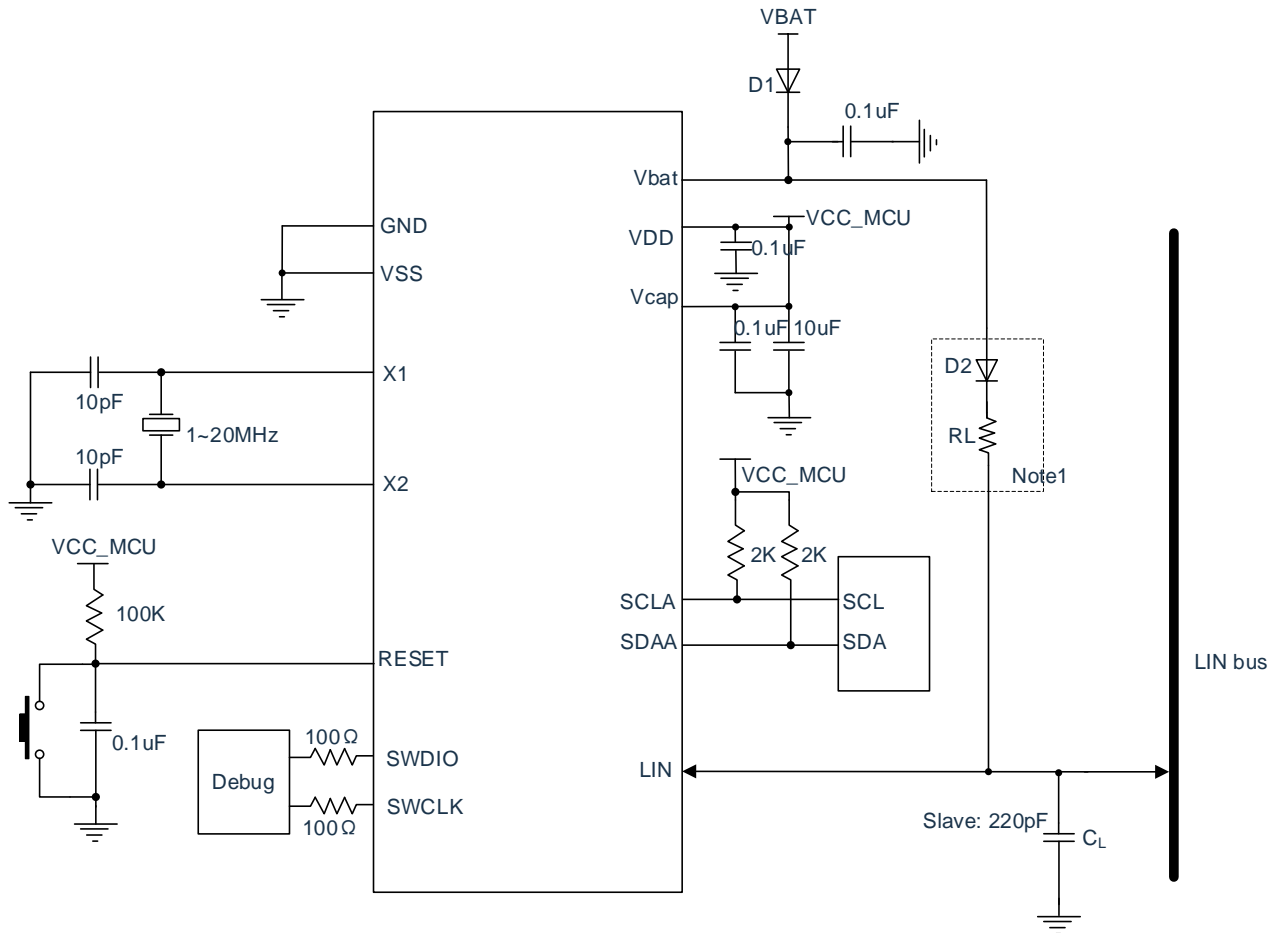 VBAT
D1
0.1uF
Vbat
GND
VCC_MCU
VDD
0.1uF
VSS
Vcap
0.1uF 10uF
X1
D2
10pF
1~20MHz
RL
10pF
Note1
VCC_MCU
X2
VCC_MCU
2K 2K
100K
SCLA
SCL
SDAA
SDA
RESET
LIN bus
100Ω
0.1uF
SWDIO
LIN
Debug
SWCLK
100Ω
Slave: 220pF
CL